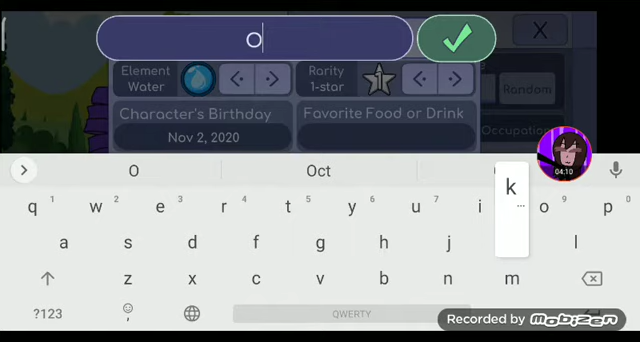 O
X
Element
Water
Rarity
1-star
1
Random
Character's Birthday
Favorite Food or Drink
Nov 2, 2020
Occupation
O
Oct
04:10
q 1 w 2 e 3 r 4 t 5 y 6 u 7 i o 9 p 0
a s d f g h j k ... l
z x c v b n m
?123 , QWERTY
Recorded by Mobizen